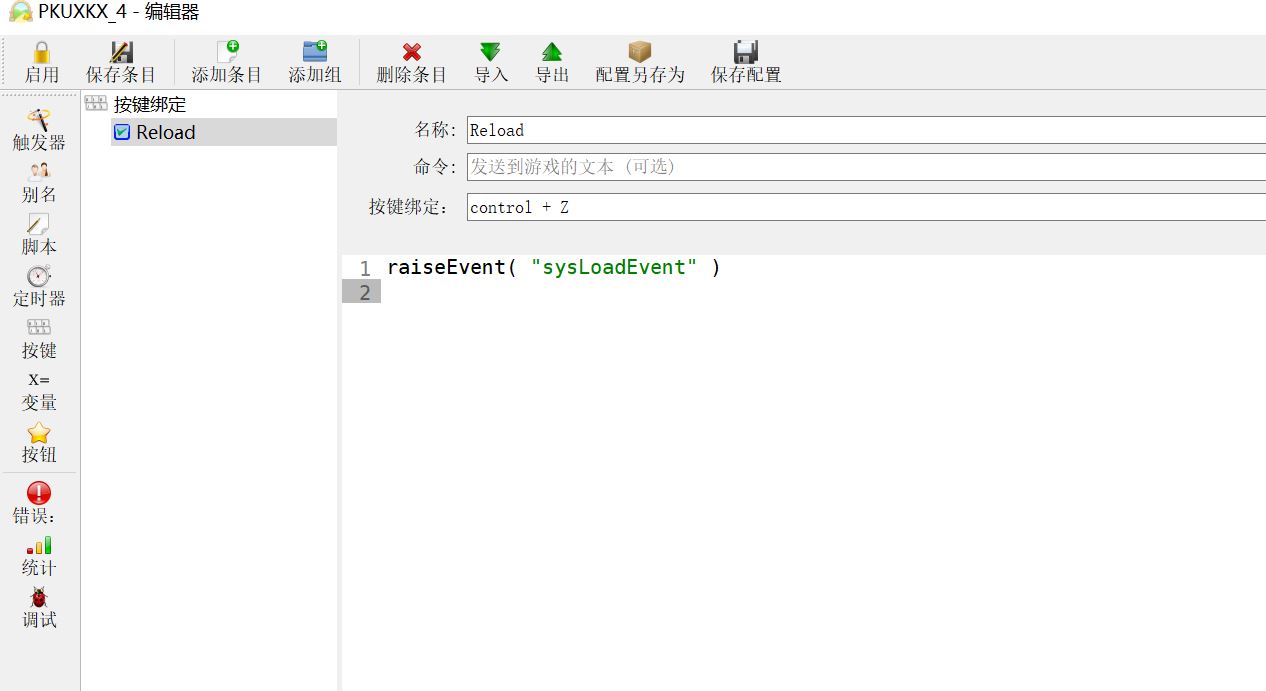 PKUXKX_4 - 编辑器
启用 保存条目 添加条目 添加组 删除条目 导入 导出 配置另存为 保存配置
触发器
别名
脚本
定时器
按键
X=
变量
按钮
错误：
统计
调试
按键绑定
Reload
名称: Reload
命令: 发送到游戏的文本 (可选)
按键绑定: control + Z
1 raiseEvent( "sysLoadEvent" )
2